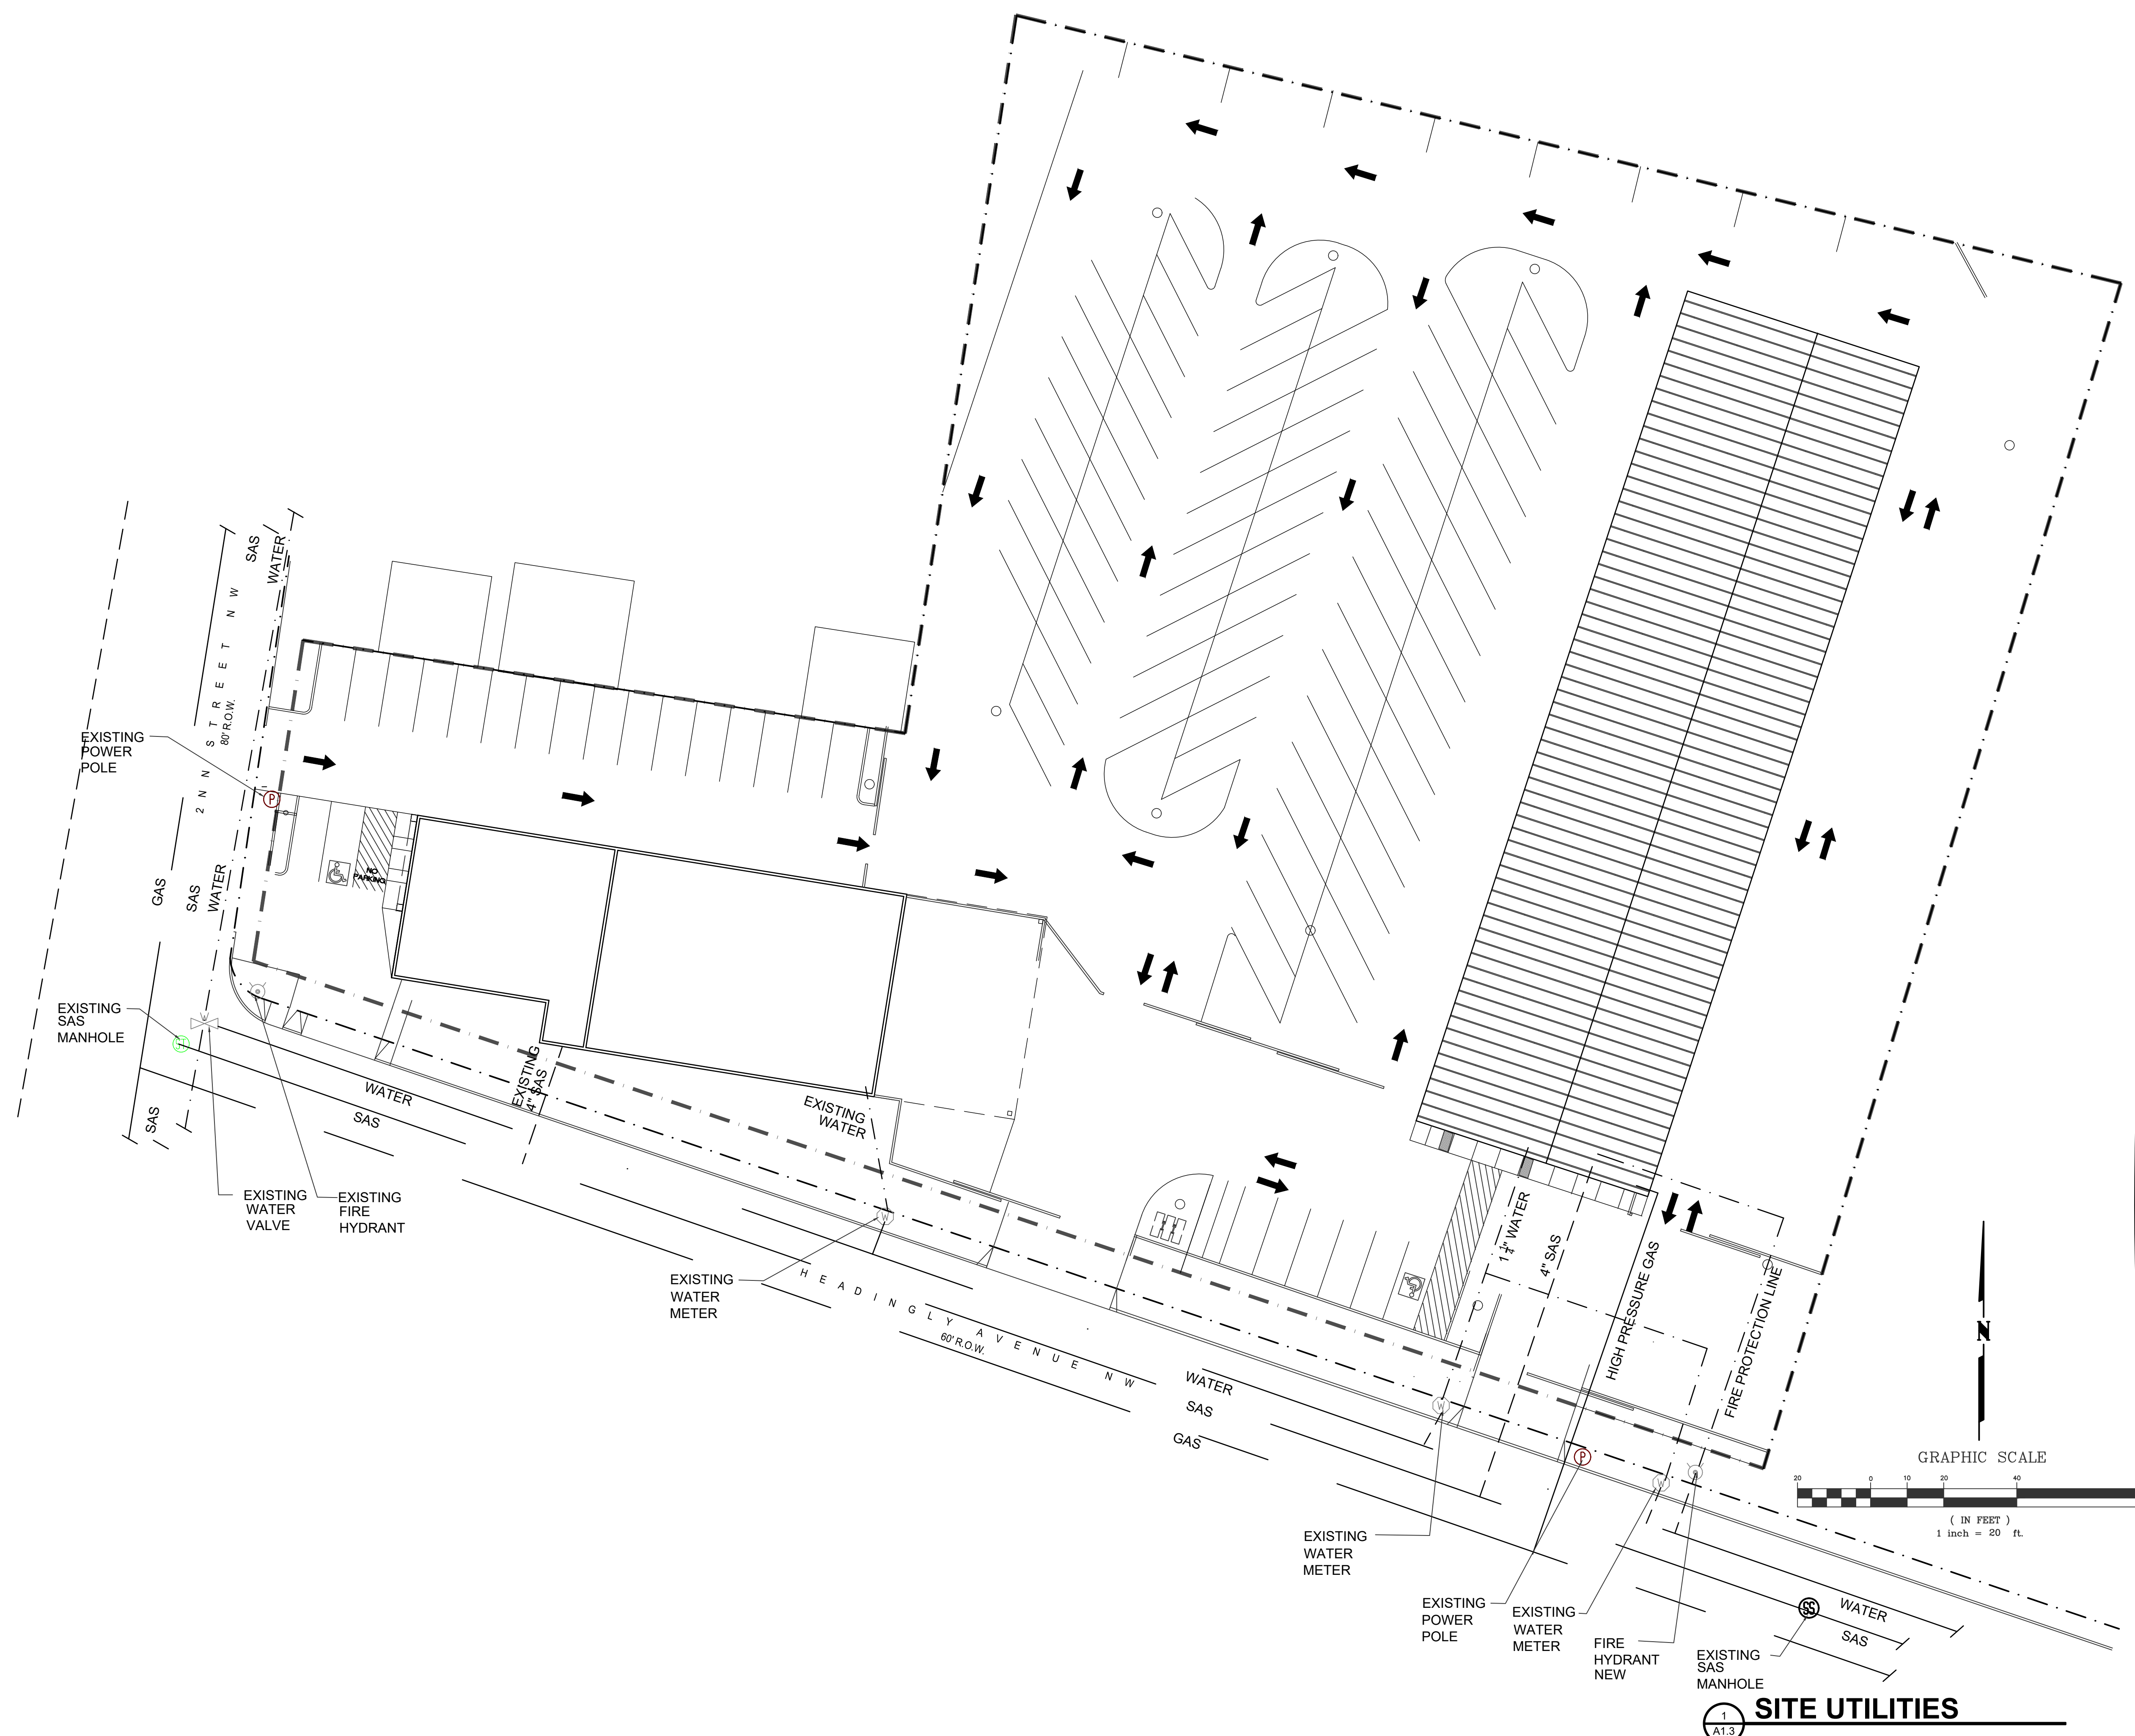 SAS
WATER
2 N N S T R E E T N W
80' R.O.W.
EXISTING
POWER
POLE
P
NO
PARKING
GAS
SAS
WATER
EXISTING
SAS
MANHOLE
SAS
WATER
SAS
EXISTING
4" SAS
EXISTING
WATER
EXISTING
WATER
VALVE
EXISTING
FIRE
HYDRANT
W
EXISTING
WATER
METER
H E A D I N G L Y A V E N U E N W
60' R.O.W.
WATER
SAS
GAS
1 1/4" WATER
4" SAS
HIGH PRESSURE GAS
FIRE PROTECTION LINE
W
P
W
N
GRAPHIC SCALE
20 0 10 20 40
( IN FEET )
1 inch = 20 ft.
EXISTING
WATER
METER
EXISTING
POWER
POLE
EXISTING
WATER
METER
FIRE
HYDRANT
NEW
SS
WATER
SAS
EXISTING
SAS
MANHOLE
1
A1.3
SITE UTILITIES